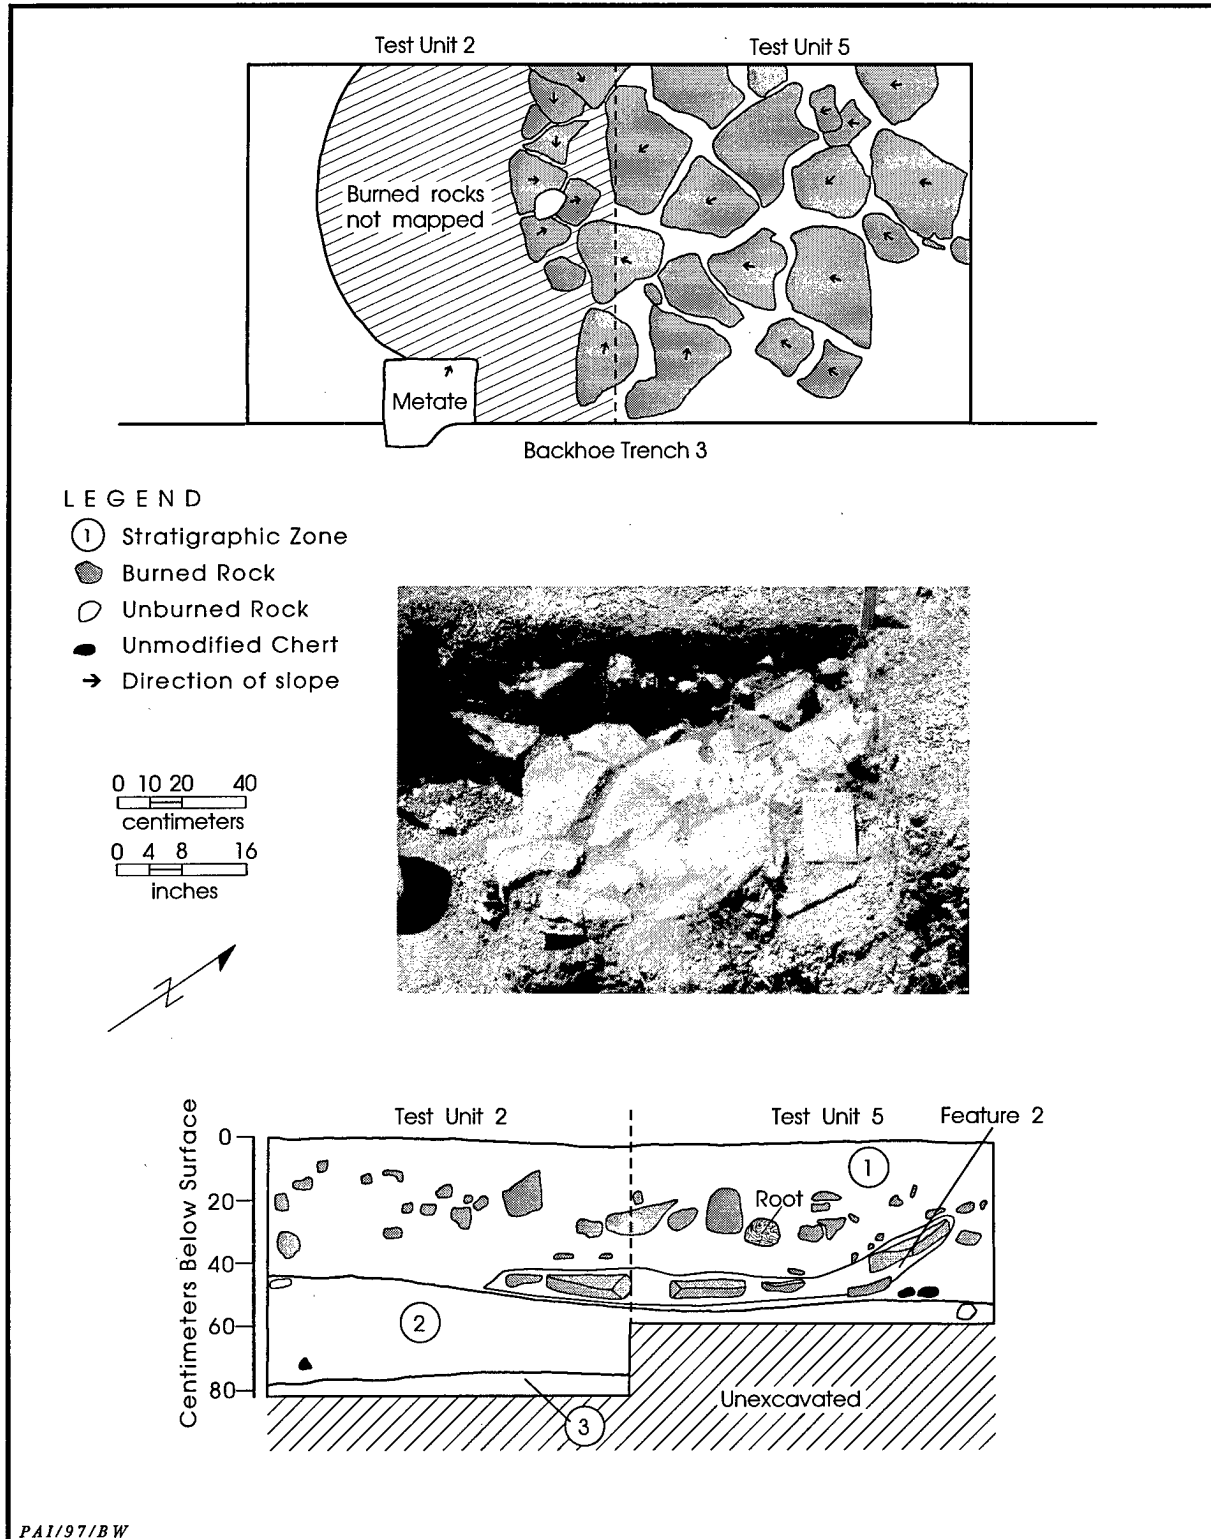 Test Unit 2
Test Unit 5
Burned rocks
not mapped
Metate
Backhoe Trench 3
LEGEND
1 Stratigraphic Zone
Burned Rock
Unburned Rock
Unmodified Chert
Direction of slope
0 10 20 40
centimeters
0 4 8 16
inches
N
Centimeters Below Surface
Test Unit 2
Test Unit 5
Feature 2
0
20
40
60
80
1
Root
2
3
Unexcavated
PAI/97/BW